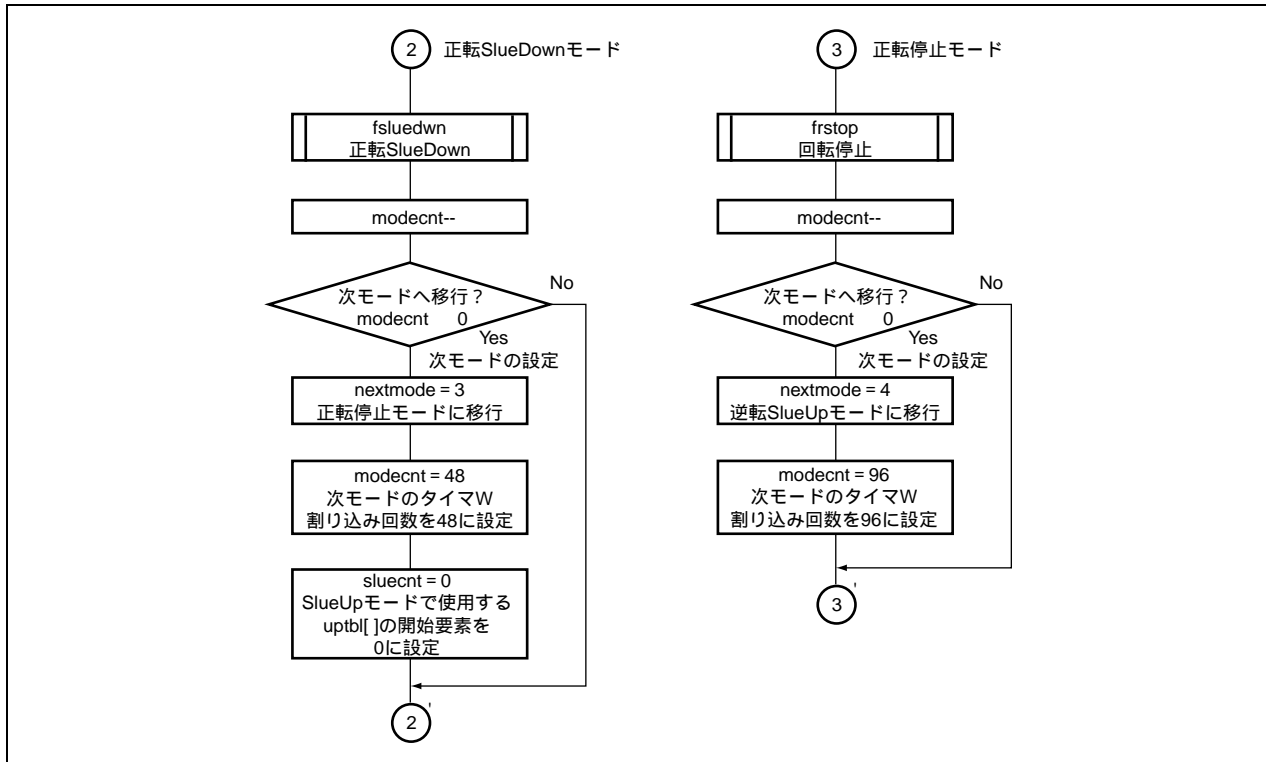 2 正転SlueDownモード
fsluedwn
正転SlueDown
modecnt--
次モードへ移行？
modecnt 0
No
Yes
次モードの設定
nextmode = 3
正転停止モードに移行
modecnt = 48
次モードのタイマW
割り込み回数を48に設定
sluecnt = 0
SlueUpモードで使用する
uptbl[ ]の開始要素を
0に設定
2'
3 正転停止モード
frstop
回転停止
modecnt--
次モードへ移行？
modecnt 0
No
Yes
次モードの設定
nextmode = 4
逆転SlueUpモードに移行
modecnt = 96
次モードのタイマW
割り込み回数を96に設定
3'